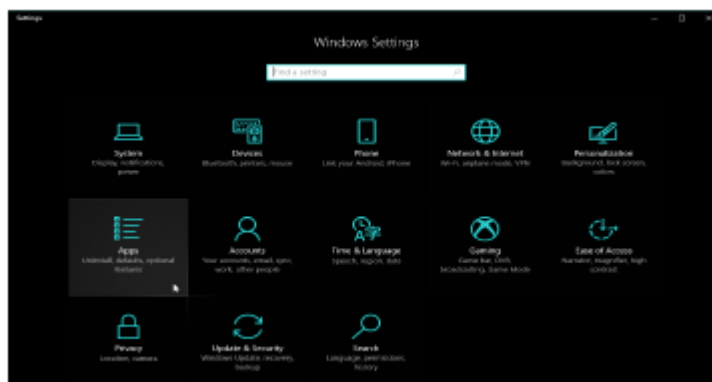 Settings
Windows Settings
Find a setting
System
Display, notifications,
power
Devices
Bluetooth, printers, mouse
Phone
Link your Android, iPhone
Network & Internet
Wi-Fi, airplane mode, VPN
Personalization
Background, lock screen,
colors
Apps
Uninstall, defaults, optional
features
Accounts
Your accounts, email, sync,
work, other people
Time & Language
Speech, region, date
Gaming
Game bar, DVR,
broadcasting, Game Mode
Ease of Access
Narrator, magnifier, high
contrast
Privacy
Location, camera
Update & Security
Windows Update, recovery,
backup
Search
Language, permissions,
history